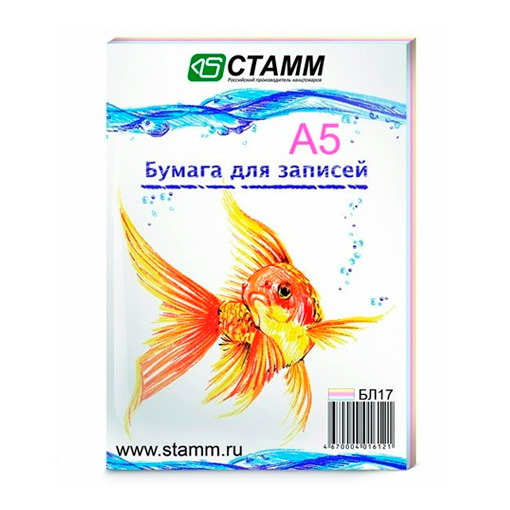 СТАММ
Российский производитель канцтоваров
А5
Бумага для записей
БЛ17
4670004016121
www.stamm.ru